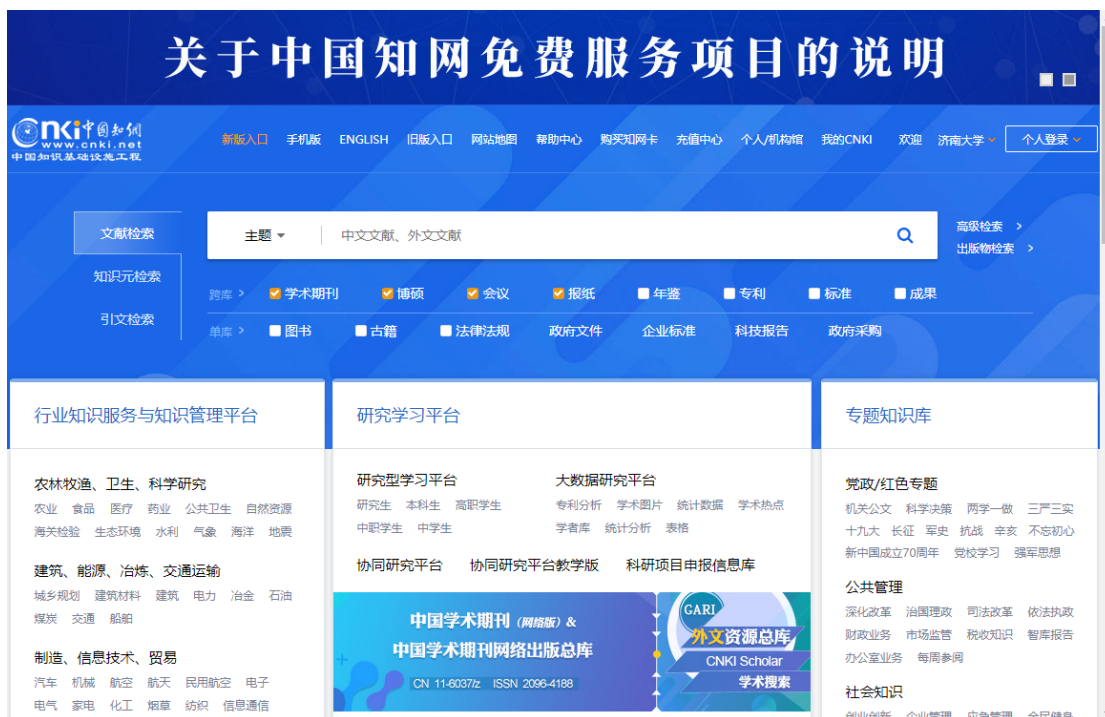 关于中国知网免费服务项目的说明
cnki中国知网
www.cnki.net
中国知识基础设施工程
新版入口 手机版 ENGLISH 旧版入口 网站地图 帮助中心 购买知网卡 充值中心 个人/机构馆 我的CNKI 欢迎 济南大学 个人登录
文献检索
知识元检索
引文检索
主题 中文文献、外文文献
高级检索 >
出版物检索 >
跨库 > 学术期刊 博硕 会议 报纸 年鉴 专利 标准 成果
单库 > 图书 古籍 法律法规 政府文件 企业标准 科技报告 政府采购
行业知识服务与知识管理平台
农林牧渔、卫生、科学研究
农业 食品 医疗 药业 公共卫生 自然资源
海关检验 生态环境 水利 气象 海洋 地震
建筑、能源、冶炼、交通运输
城乡规划 建筑材料 建筑 电力 冶金 石油
煤炭 交通 船舶
制造、信息技术、贸易
汽车 机械 航空 航天 民用航空 电子
电气 家电 化工 烟草 纺织 信息通信
研究学习平台
研究型学习平台
研究生 本科生 高职学生
中职学生 中学生
大数据研究平台
专利分析 学术图片 统计数据 学术热点
学者库 统计分析 表格
协同研究平台 协同研究平台教学版 科研项目申报信息库
中国学术期刊(网络版)&
中国学术期刊网络出版总库
CN 11-6037/z ISSN 2096-4188
GARI
外文资源总库
CNKI Scholar
学术搜索
专题知识库
党政/红色专题
机关公文 科学决策 两学一做 三严三实
十九大 长征 军史 抗战 辛亥 不忘初心
新中国成立70周年 党校学习 强军思想
公共管理
深化改革 治国理政 司法改革 依法执政
财政业务 市场监管 税收知识 智库报告
办公室业务 每周参阅
社会知识
创业创新 企业管理 应急管理 全民健身